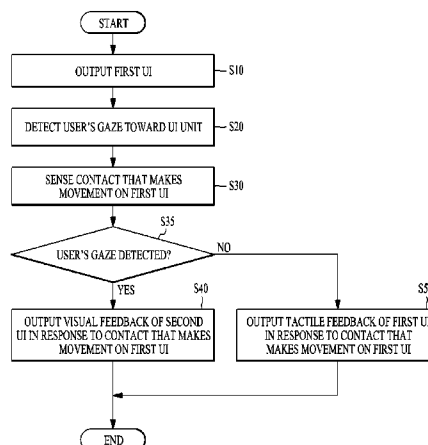 START
OUTPUT FIRST UI
S10
DETECT USER'S GAZE TOWARD UI UNIT
S20
SENSE CONTACT THAT MAKES
MOVEMENT ON FIRST UI
S30
S35
USER'S GAZE DETECTED?
NO
YES
S40
OUTPUT VISUAL FEEDBACK OF SECOND
UI IN RESPONSE TO CONTACT THAT MAKES
MOVEMENT ON FIRST UI
OUTPUT TACTILE FEEDBACK OF FIRST UI
IN RESPONSE TO CONTACT THAT
MAKES MOVEMENT ON FIRST UI
END